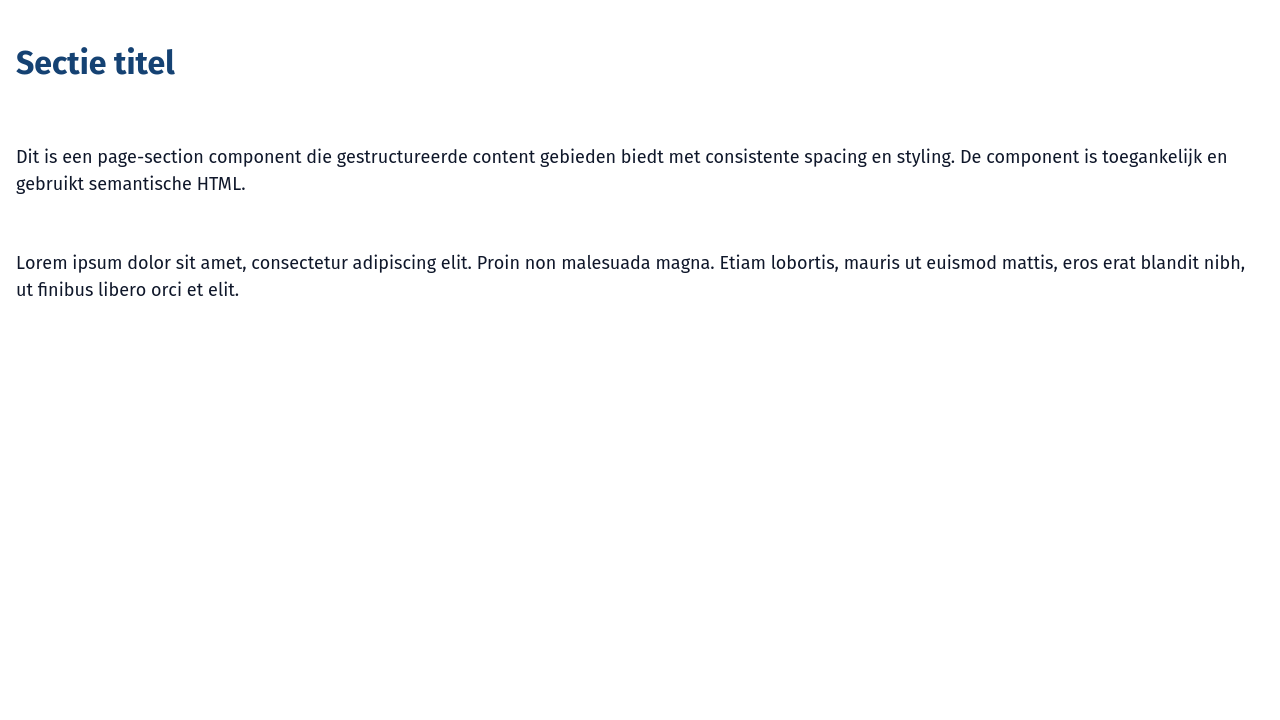 Sectie titel
Dit is een page-section component die gestructureerde content gebieden biedt met consistente spacing en styling. De component is toegankelijk en
gebruikt semantische HTML.
Lorem ipsum dolor sit amet, consectetur adipiscing elit. Proin non malesuada magna. Etiam lobortis, mauris ut euismod mattis, eros erat blandit nibh,
ut finibus libero orci et elit.